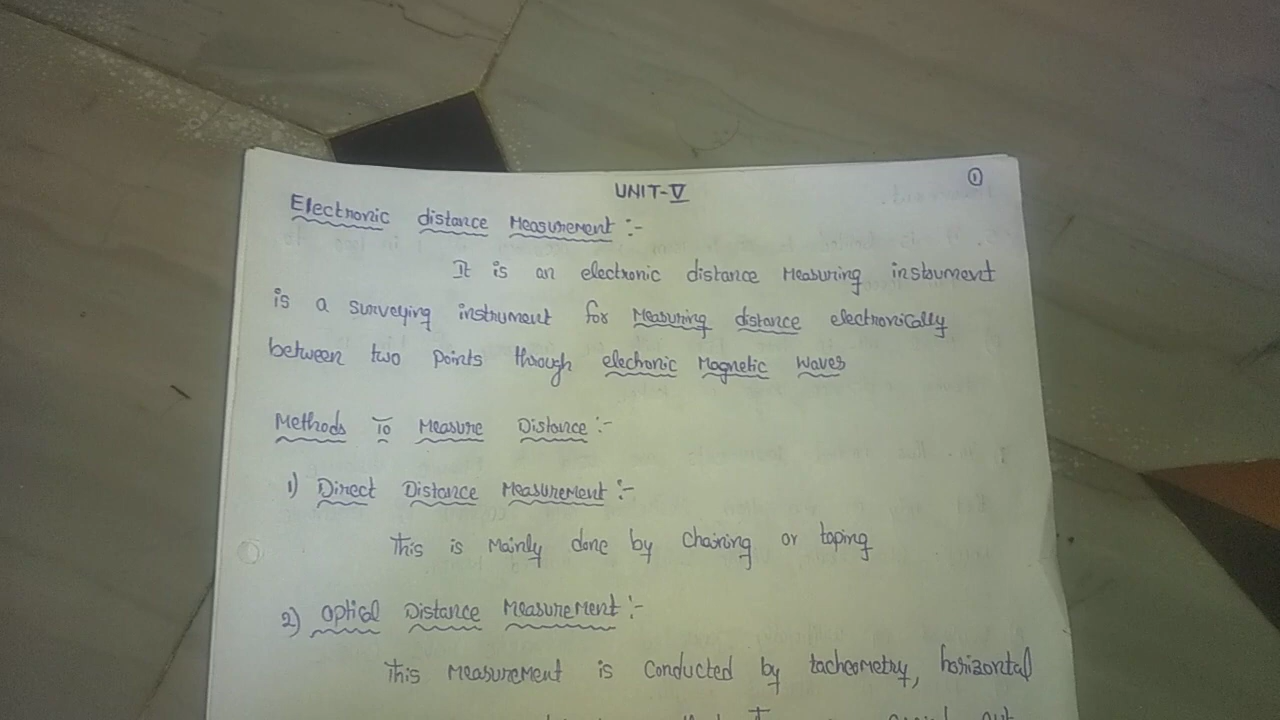 UNIT-V
①
Electronic distance Measurement :-
It is an electronic distance Measuring instrument
is a surveying instrument for Measuring distance electronically
between two points through electronic Magnetic waves
Methods To Measure Distance :-
1) Direct Distance Measurement :-
This is Mainly done by chaining or taping
2) optical Distance Measurement :-
This Measurement is conducted by tacheometry, horizontal